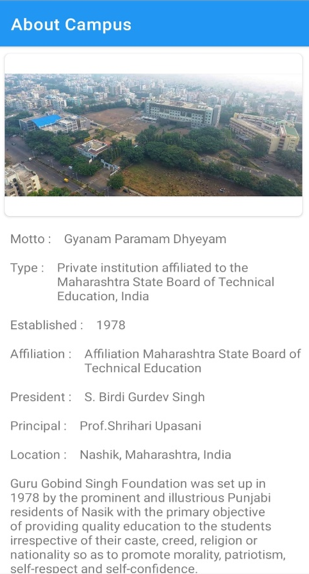 About Campus
Motto : Gyanam Paramam Dhyeyam
Type : Private institution affiliated to the
Maharashtra State Board of Technical
Education, India
Established : 1978
Affiliation : Affiliation Maharashtra State Board of
Technical Education
President : S. Birdi Gurdev Singh
Principal : Prof.Shrihari Upasani
Location : Nashik, Maharashtra, India
Guru Gobind Singh Foundation was set up in
1978 by the prominent and illustrious Punjabi
residents of Nasik with the primary objective
of providing quality education to the students
irrespective of their caste, creed, religion or
nationality so as to promote morality, patriotism,
self-respect and self-confidence.